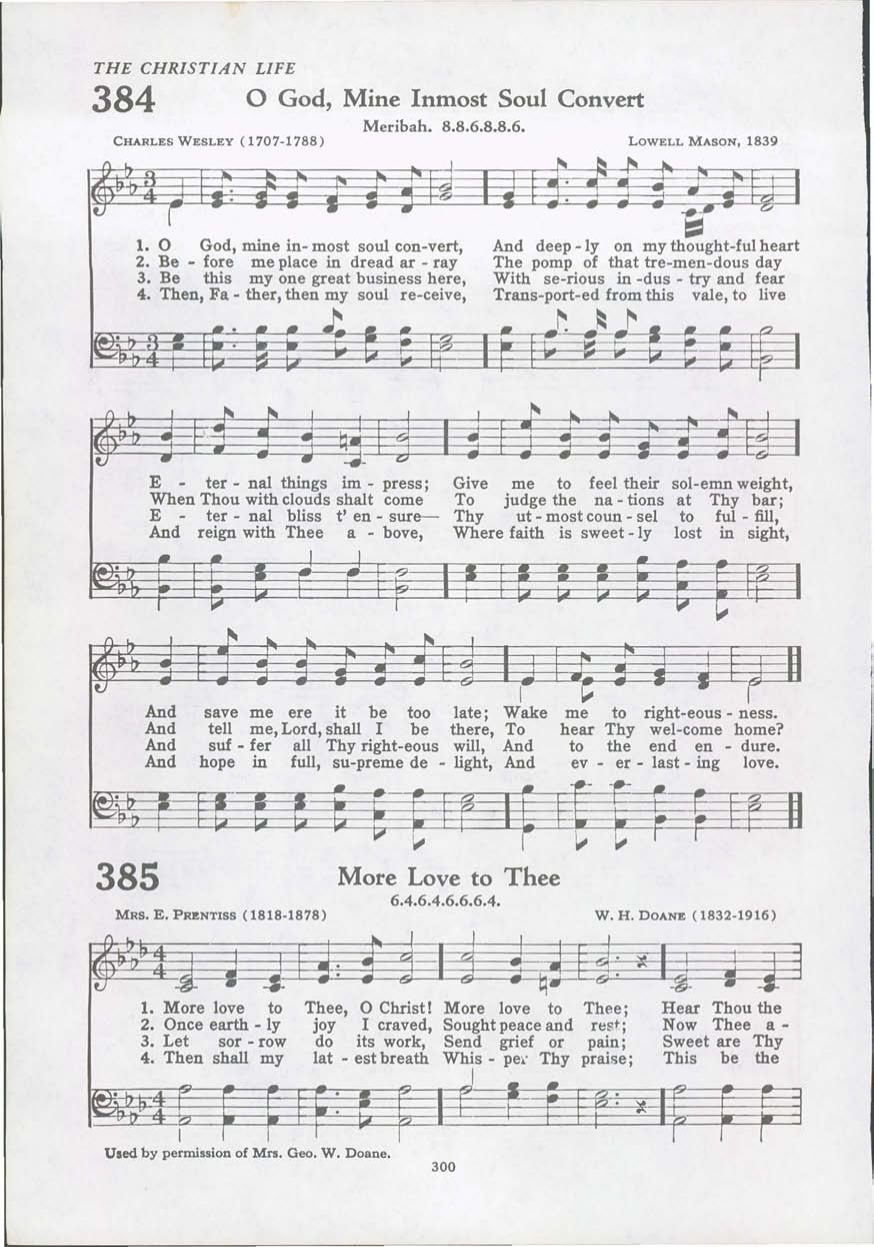 THE CHRISTIAN LIFE
384 O God, Mine Inmost Soul Convert
Meribah. 8.8.6.8.8.6.
CHARLES WESLEY (1707-1788) LOWELL MASON, 1839
3 4
1. O God, mine in- most soul con-vert, And deep - ly on my thought-ful heart
2. Be - fore me place in dread ar - ray The pomp of that tre-men-dous day
3. Be this my one great business here, With se-rious in -dus - try and fear
4. Then, Fa - ther, then my soul re-ceive, Trans-port-ed from this vale, to live
3 4
E - ter - nal things im - press; Give me to feel their sol-emn weight,
When Thou with clouds shalt come To judge the na - tions at Thy bar;
E - ter - nal bliss t' en - sure— Thy ut - most coun - sel to ful - fill,
And reign with Thee a - bove, Where faith is sweet - ly lost in sight,
And save me ere it be too late; Wake me to right-eous - ness.
And tell me, Lord, shall I be there, To hear Thy wel-come home?
And suf - fer all Thy right-eous will, And to the end en - dure.
And hope in full, su-preme de - light, And ev - er - last - ing love.
385 More Love to Thee
6.4.6.4.6.6.6.4.
MRS. E. PRENTISS (1818-1878) W. H. DOANE (1832-1916)
4 4
1. More love to Thee, O Christ! More love to Thee; Hear Thou the
2. Once earth - ly joy I craved, Sought peace and rest; Now Thee a -
3. Let sor - row do its work, Send grief or pain; Sweet are Thy
4. Then shall my lat - est breath Whis - per Thy praise; This be the
4 4
Used by permission of Mrs. Geo. W. Doane.
300